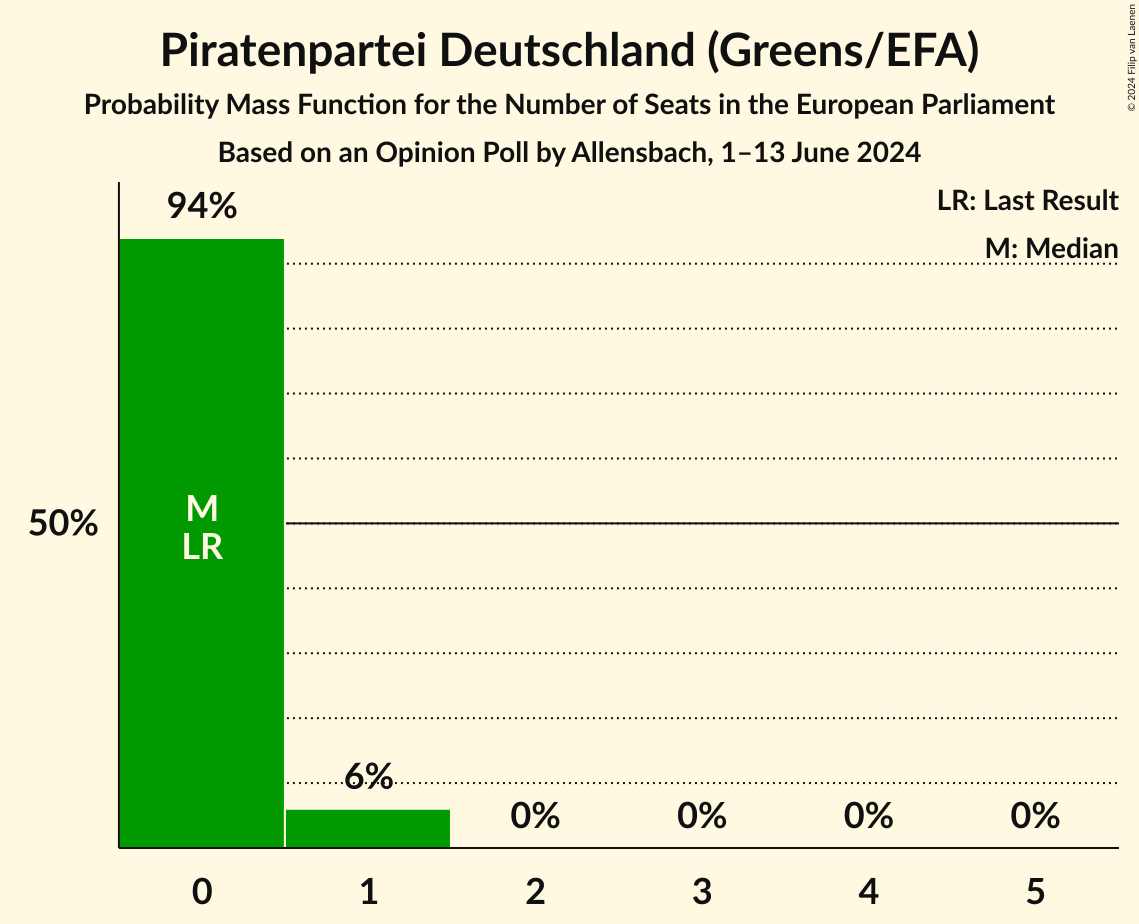 Piratenpartei Deutschland (Greens/EFA)
Probability Mass Function for the Number of Seats in the European Parliament
Based on an Opinion Poll by Allensbach, 1–13 June 2024
© 2024 Filip van Laenen
LR: Last Result
M: Median
94%
50%
M
LR
6%
0%
0%
0%
0%
0
1
2
3
4
5